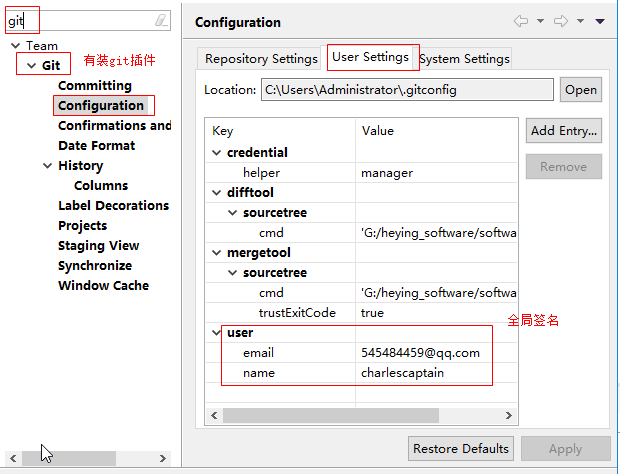 git
Team
Git
有装git插件
Committing
Configuration
Confirmations and
Date Format
History
Columns
Label Decorations
Projects
Staging View
Synchronize
Window Cache
Configuration
Repository Settings
User Settings
System Settings
Location:
C:\Users\Administrator\.gitconfig
Open
Key
Value
Add Entry...
Remove
credential
helper
manager
difftool
sourcetree
cmd
'G:/heying_software/softwa
mergetool
sourcetree
cmd
'G:/heying_software/softwa
trustExitCode
true
全局签名
user
email
545484459@qq.com
name
charlescaptain
Restore Defaults
Apply